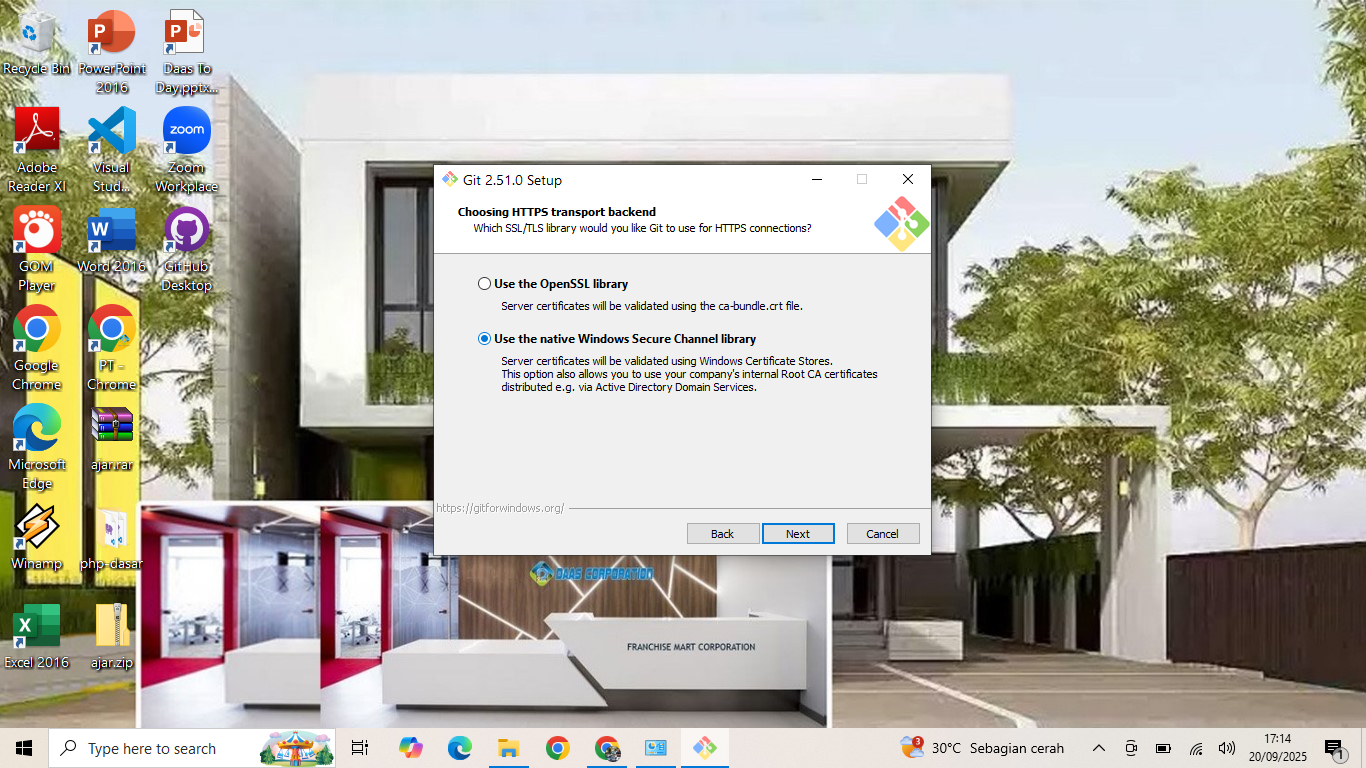 Recycle Bin
PowerPoint
2016
Daas To
Day.pptx...
Adobe
Reader XI
Visual
Stud...
zoom
Zoom
Workplace
GOM
Player
Word 2016
GitHub
Desktop
Google
Chrome
PT -
Chrome
Microsoft
Edge
ajar.rar
Winamp
php-dasar
Excel 2016
ajar.zip
Git 2.51.0 Setup
Choosing HTTPS transport backend
Which SSL/TLS library would you like Git to use for HTTPS connections?
Use the OpenSSL library
Server certificates will be validated using the ca-bundle.crt file.
Use the native Windows Secure Channel library
Server certificates will be validated using Windows Certificate Stores.
This option also allows you to use your company's internal Root CA certificates
distributed e.g. via Active Directory Domain Services.
https://gitforwindows.org/
Back
Next
Cancel
DAAS CORPORATION
FRANCHISE MART CORPORATION
Type here to search
3
30°C Sebagian cerah
17:14
20/09/2025
1